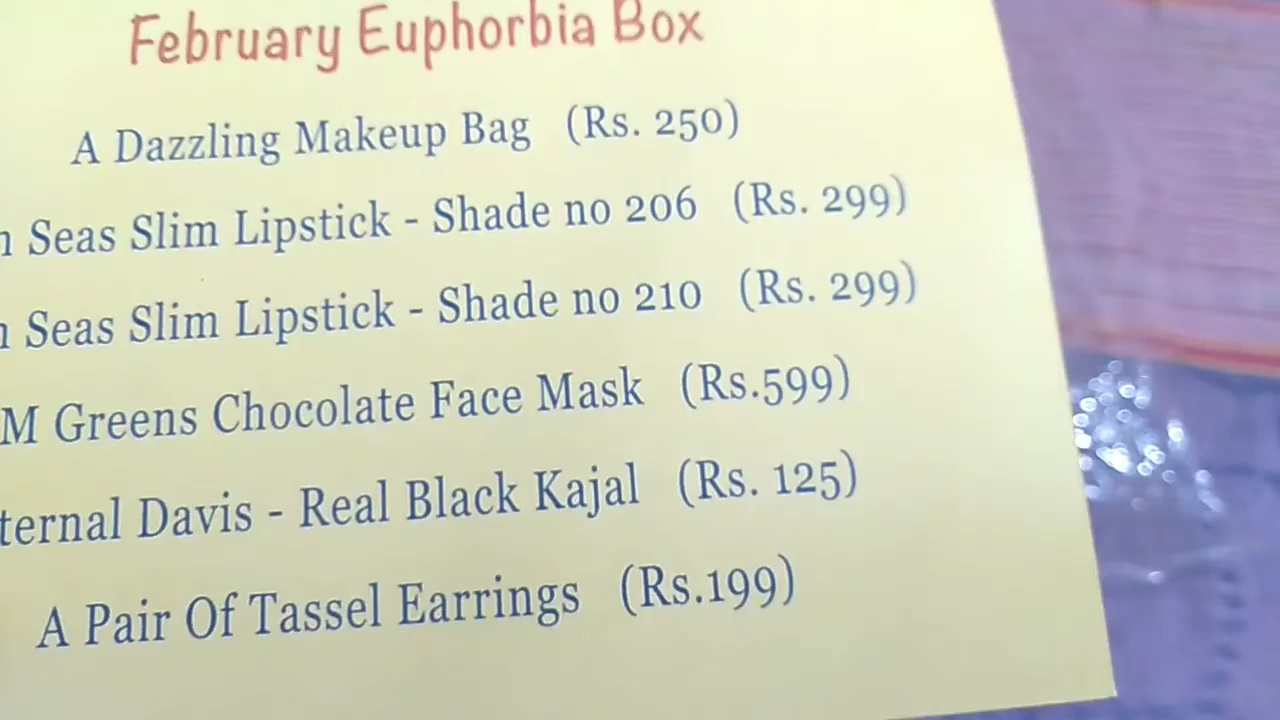 February Euphorbia Box
A Dazzling Makeup Bag (Rs. 250)
Seas Slim Lipstick - Shade no 206 (Rs. 299)
Seas Slim Lipstick - Shade no 210 (Rs. 299)
M Greens Chocolate Face Mask (Rs.599)
ternal Davis - Real Black Kajal (Rs. 125)
A Pair Of Tassel Earrings (Rs.199)